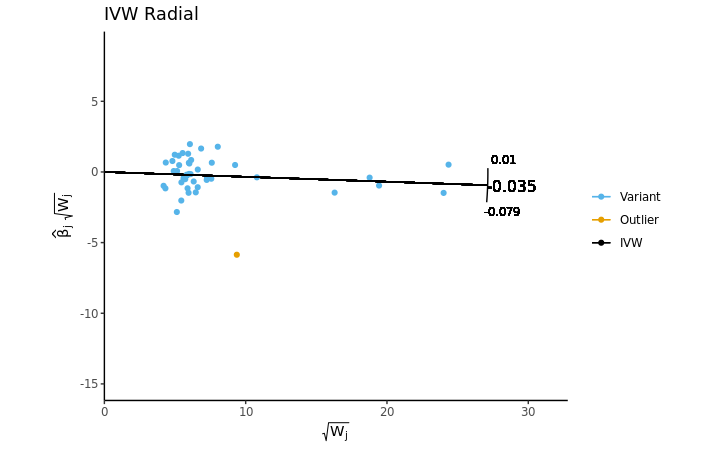 IVW Radial
5
0
-5
-10
-15
β̂j √Wj
0
10
20
30
√Wj
0.01
-0.035
-0.079
Variant
Outlier
IVW